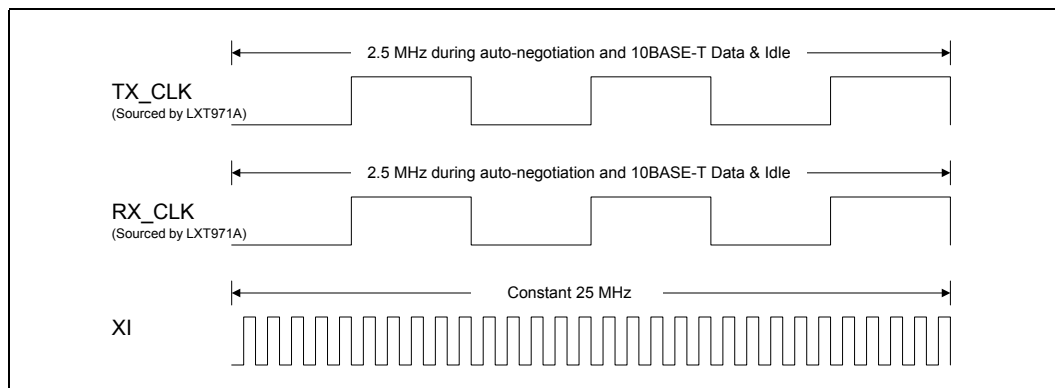 2.5 MHz during auto-negotiation and 10BASE-T Data & Idle
TX_CLK
(Sourced by LXT971A)
2.5 MHz during auto-negotiation and 10BASE-T Data & Idle
RX_CLK
(Sourced by LXT971A)
Constant 25 MHz
XI